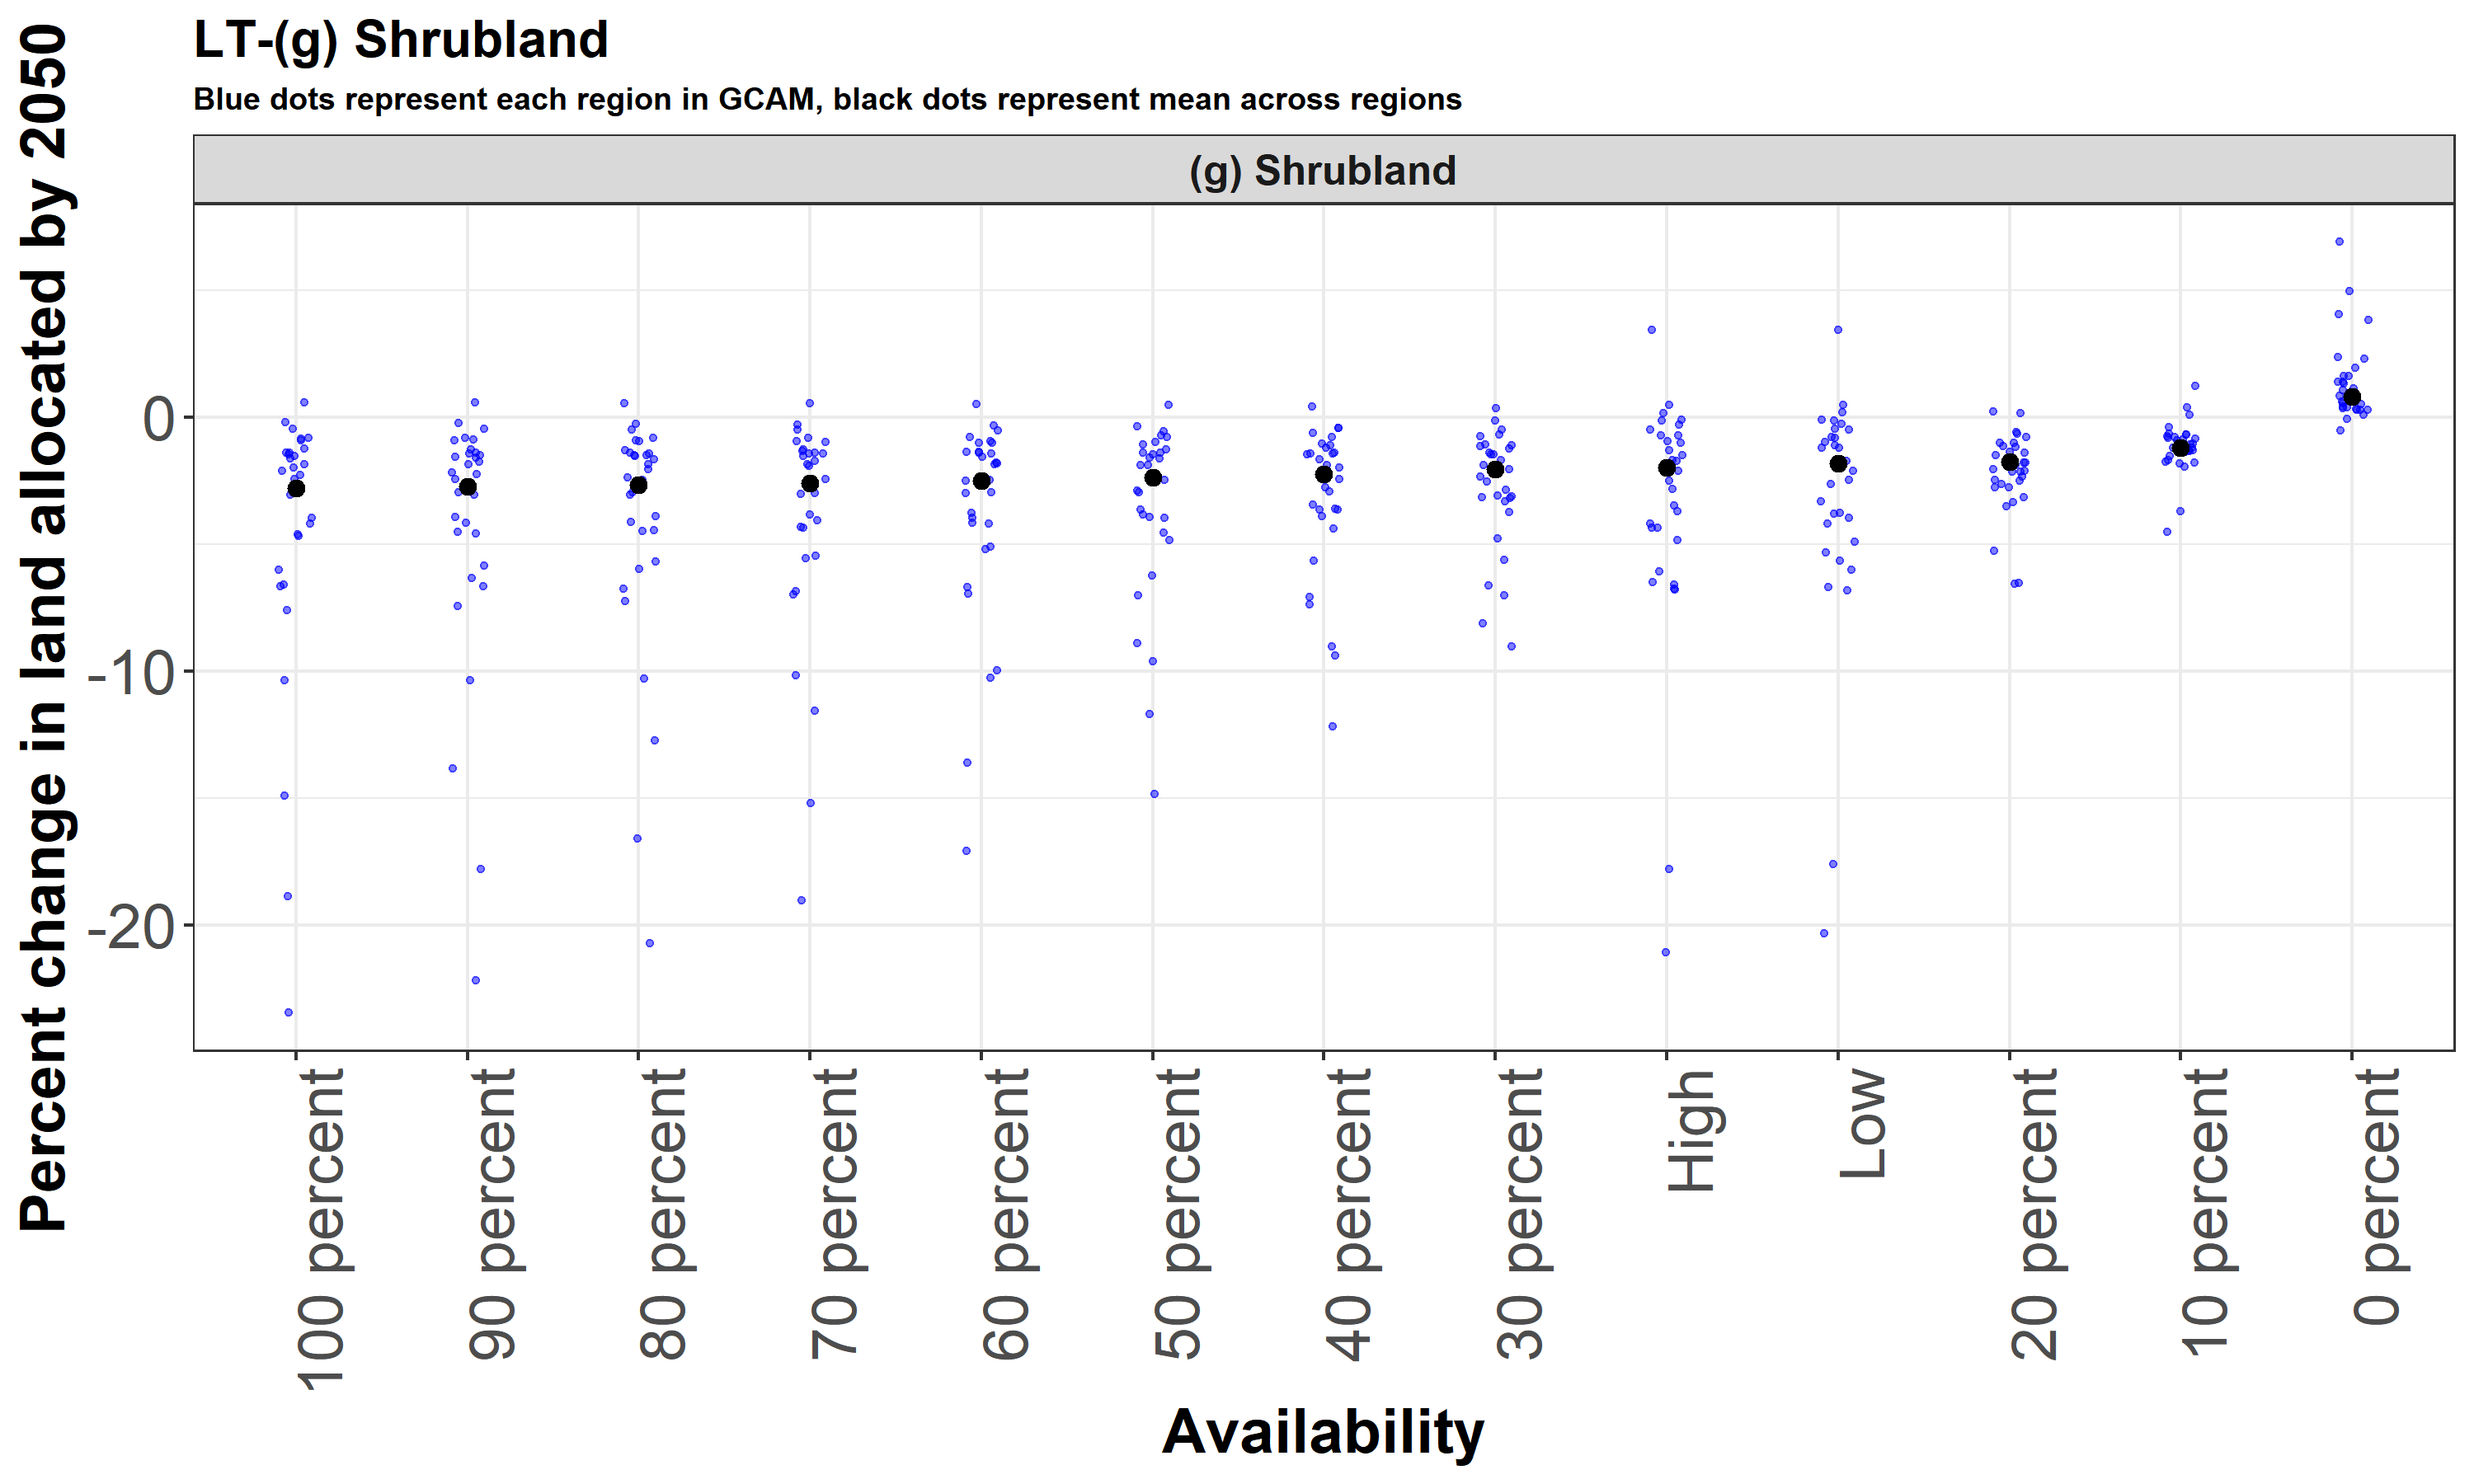 LT-(g) Shrubland
Blue dots represent each region in GCAM, black dots represent mean across regions
(g) Shrubland
Percent change in land allocated by 2050
0
-10
-20
100 percent
90 percent
80 percent
70 percent
60 percent
50 percent
40 percent
30 percent
High
Low
20 percent
10 percent
0 percent
Availability